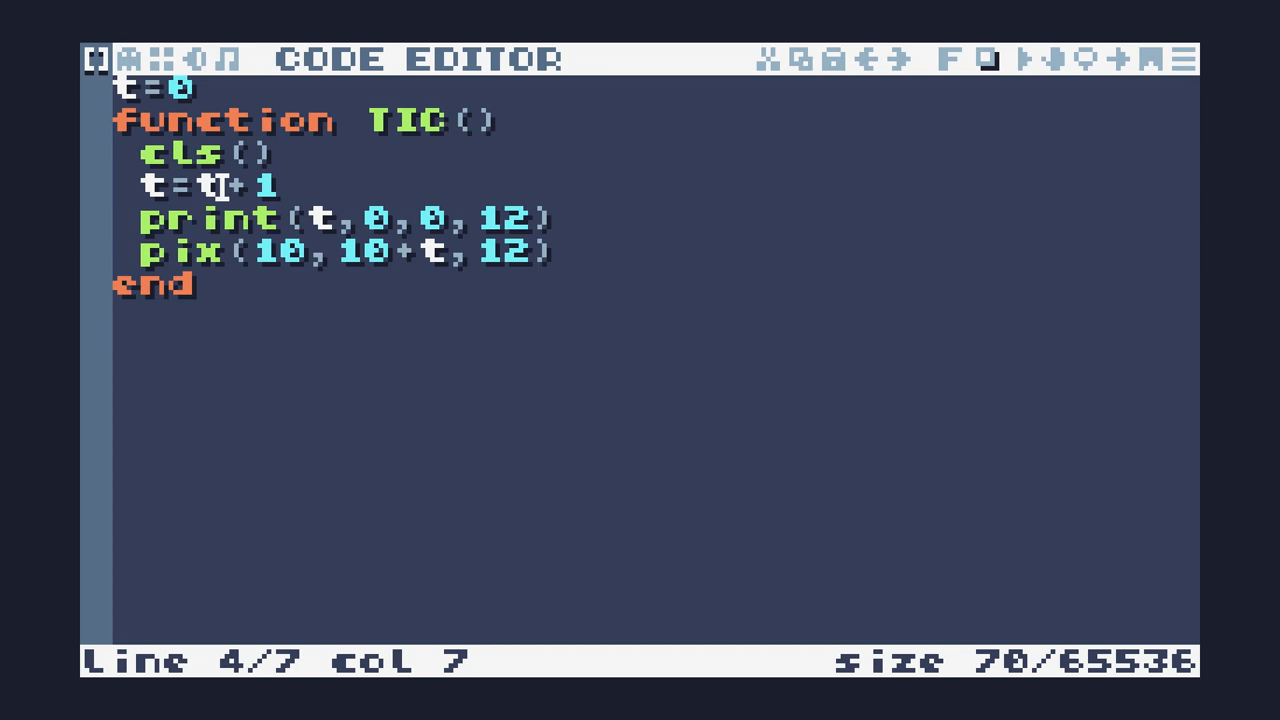 CODE EDITOR
t=0
function TIC()
 cls()
 t=t+1
 print(t,0,0,12)
 pix(10,10+t,12)
end
line 4/7 col 7
size 70/65536